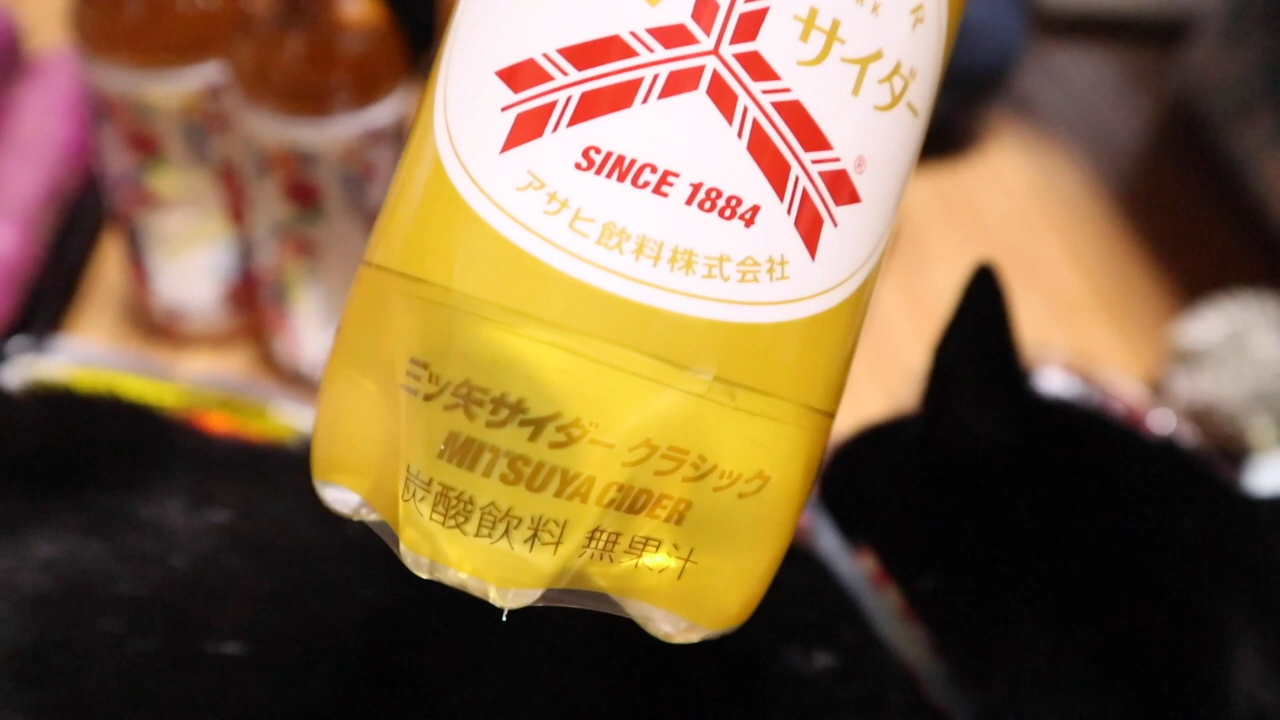 サイダー
®
SINCE 1884
アサヒ飲料株式会社
三ツ矢サイダー クラシック
MITSUYA CIDER
炭酸飲料 無果汁